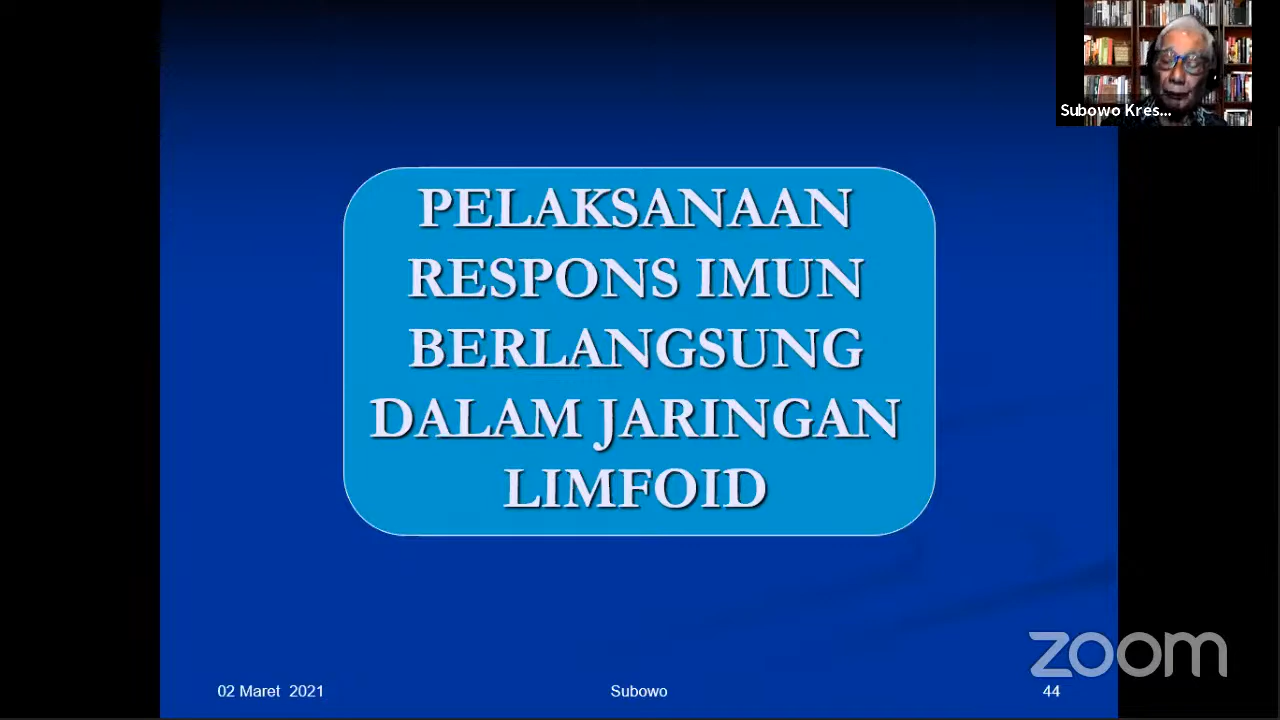 Subowo Kres...
PELAKSANAAN
RESPONS IMUN
BERLANGSUNG
DALAM JARINGAN
LIMFOID
zoom
02 Maret 2021
Subowo
44